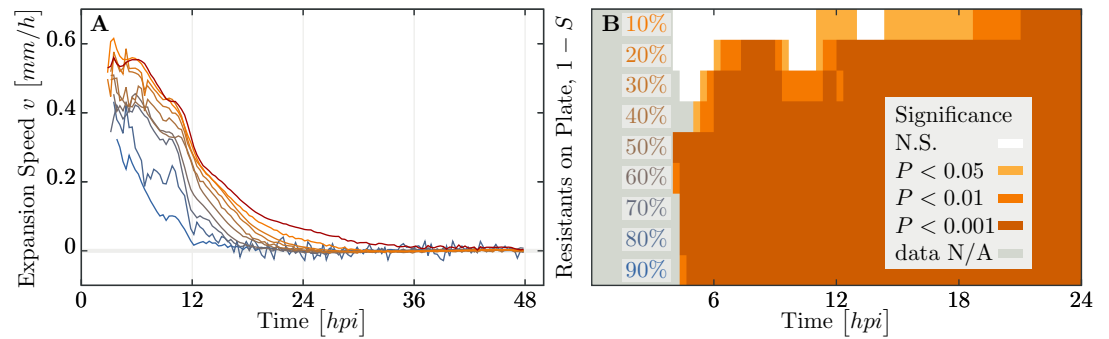 A
Expansion Speed v [mm/h]
0.6
0.4
0.2
0
0 12 24 36 48
Time [hpi]
B
Resistants on Plate, 1 − S
10%
20%
30%
40%
50%
60%
70%
80%
90%
Significance
N.S.
P < 0.05
P < 0.01
P < 0.001
data N/A
6 12 18 24
Time [hpi]